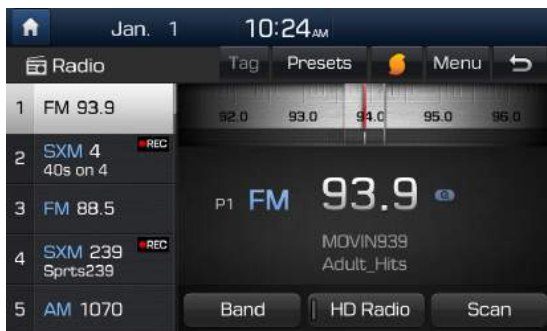 Jan. 1 10:24 AM
Radio Tag Presets Menu
92.0 93.0 94.0 95.0 96.0
1 FM 93.9
2 SXM 4 REC
40s on 4
3 FM 88.5
4 SXM 239 REC
Sprts239
5 AM 1070
P1 FM 93.9
MOVIN939
Adult_Hits
Band HD Radio Scan